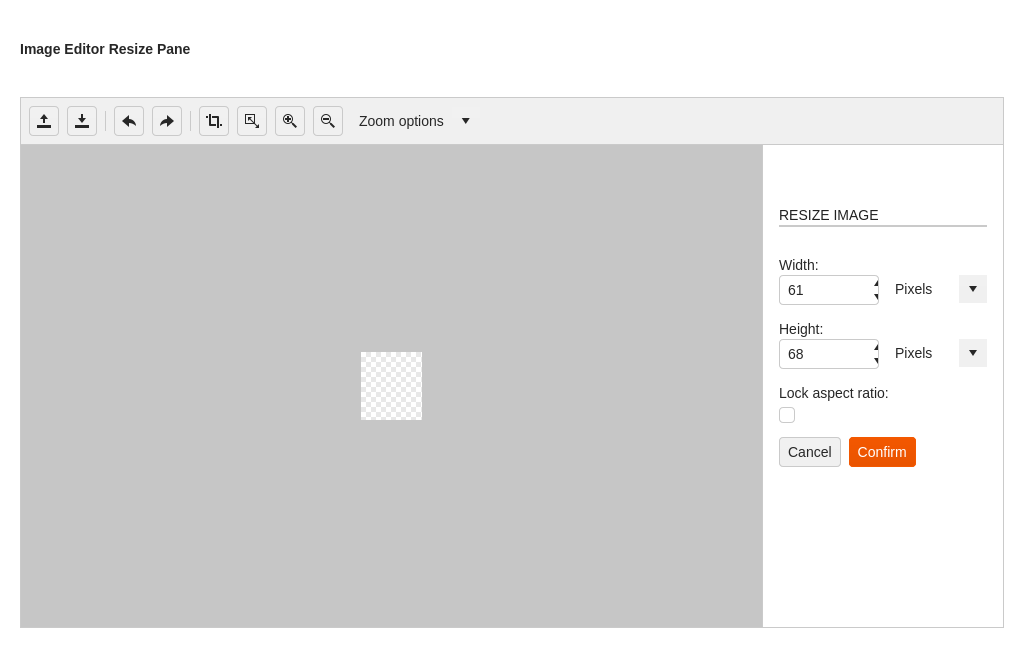 Image Editor Resize Pane
Zoom options
RESIZE IMAGE
Width:
61 Pixels
Height:
68 Pixels
Lock aspect ratio:
Cancel Confirm